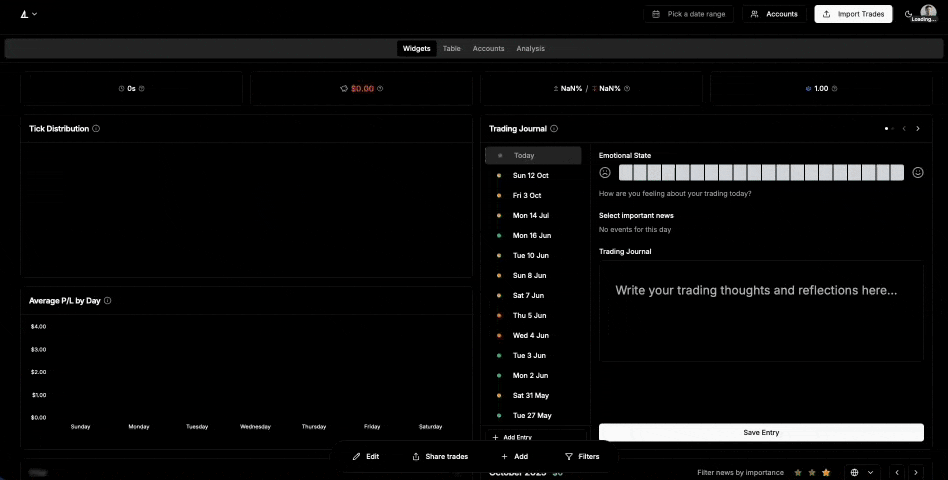 Pick a date range
Accounts
Import Trades
Loading...
Widgets
Table
Accounts
Analysis
0s
$0.00
± NaN% / NaN%
1.00
Tick Distribution
Trading Journal
Today
Sun 12 Oct
Fri 3 Oct
Mon 14 Jul
Mon 16 Jun
Tue 10 Jun
Sun 8 Jun
Sat 7 Jun
Thu 5 Jun
Wed 4 Jun
Tue 3 Jun
Mon 2 Jun
Sat 31 May
Tue 27 May
+ Add Entry
Emotional State
How are you feeling about your trading today?
Select important news
No events for this day
Trading Journal
Write your trading thoughts and reflections here...
Save Entry
Average P/L by Day
$4.00
$3.00
$2.00
$1.00
$0.00
Sunday Monday Tuesday Wednesday Thursday Friday Saturday
Edit
Share trades
+ Add
Filters
October 2025
Filter news by importance